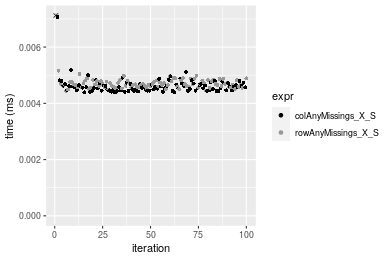 0.006
0.004
0.002
0.000
time (ms)
0
25
50
75
100
iteration
expr
colAnyMissings_X_S
rowAnyMissings_X_S